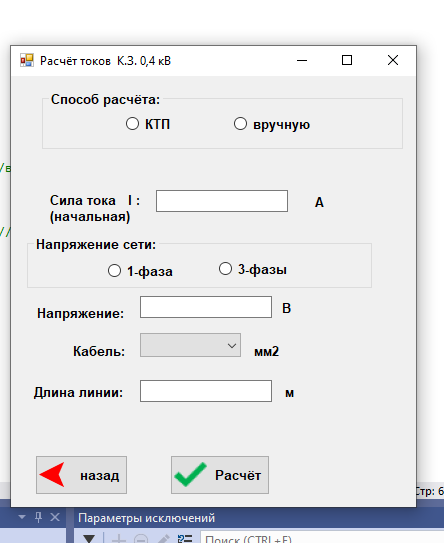 Расчёт токов К.З. 0,4 кВ
Способ расчёта:
КТП
вручную
/в
Сила тока I :
(начальная)
А
//
Напряжение сети:
1-фаза
3-фазы
Напряжение:
В
Кабель:
мм2
Длина линии:
м
назад
Расчёт
Стр: 6
Параметры исключений
Поиск (CTRL+E)